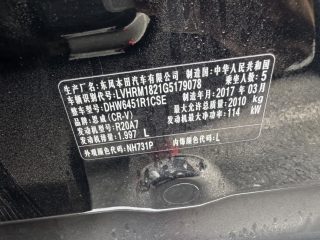 生产厂名: 东风本田汽车有限公司 制造国: 中华人民共和国
车辆识别代号: LVHRM1821G5179078 乘坐人数: 5
整车型号: DHW6451R1CSE 制造年月: 2017 年 03 月
品牌: 思威 (CR-V) 最大允许总质量: 2010 kg
发动机型号: R20A7 发动机最大净功率: 114 kW
发动机排量: 1.997 L
外观颜色代码: NH731P 内饰颜色代码: L